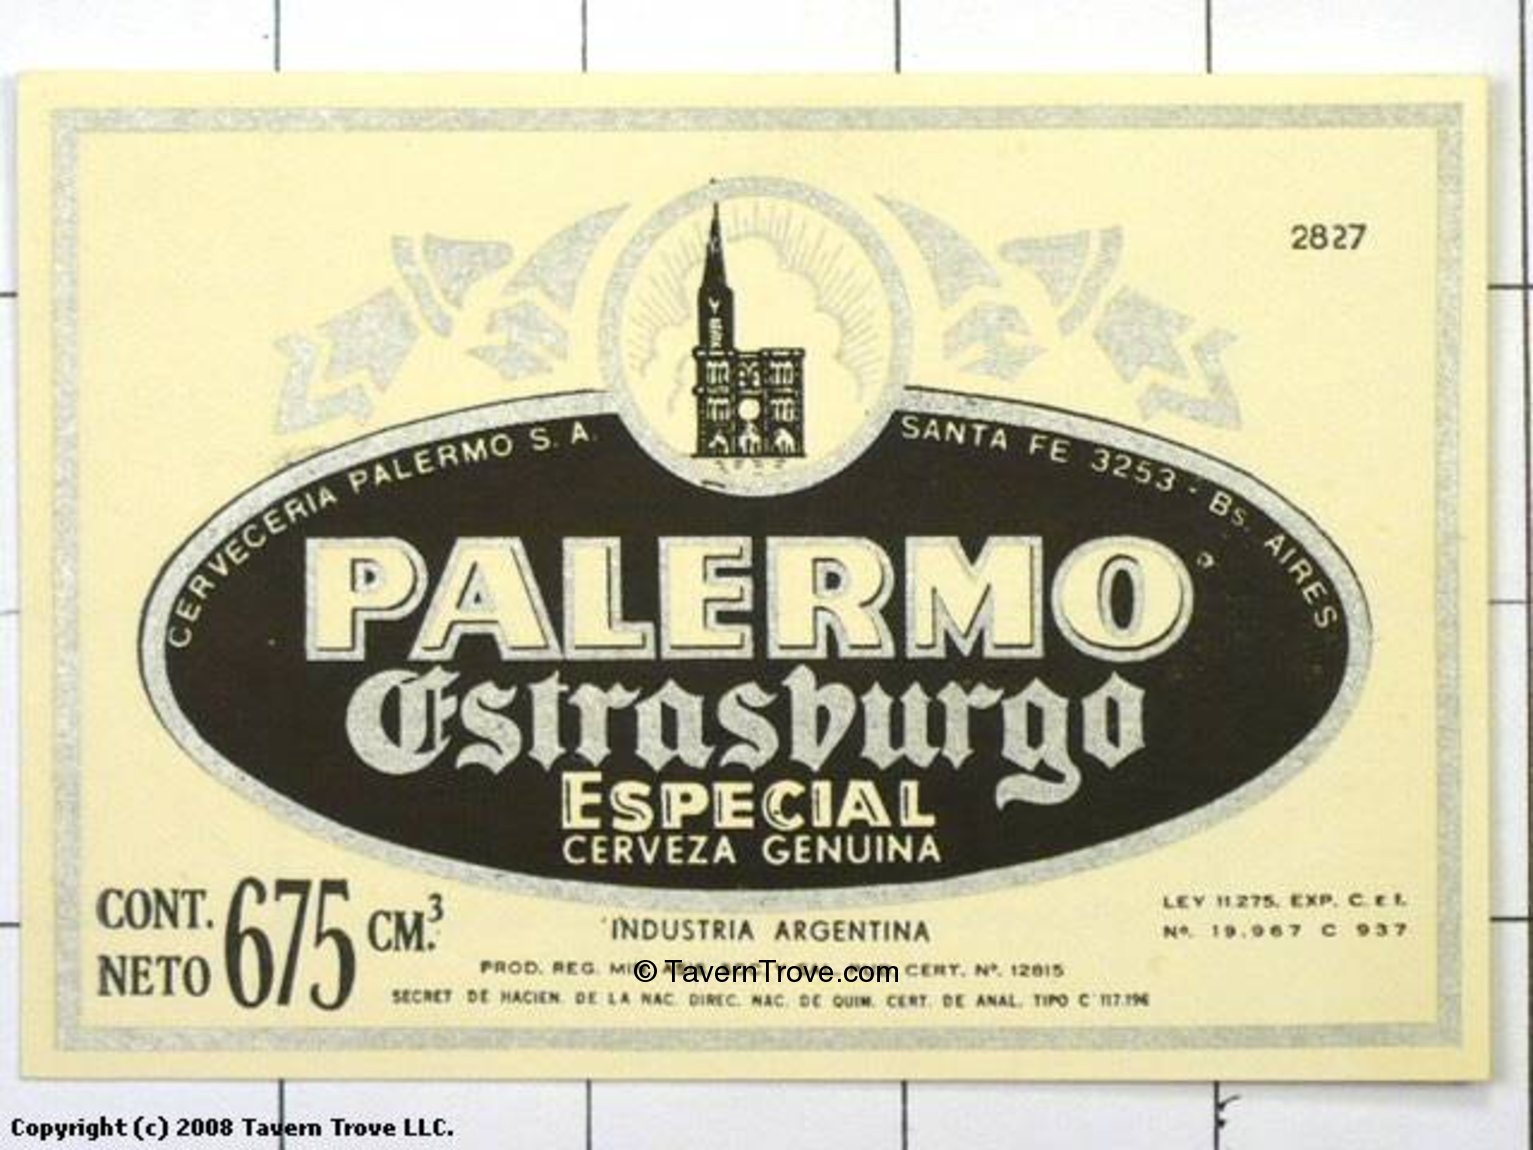 2827
CERVECERIA PALERMO S. A.
SANTA FE 3253 - Bs. AIRES
PALERMO
Estrasburgo
ESPECIAL
CERVEZA GENUINA
CONT. NETO 675 CM.³
INDUSTRIA ARGENTINA
LEY 11.275. EXP. C. E I.
Nº. 19.967 C 937
PROD. REG. CERT. Nº. 12815
© TavernTrove.com
SECRET DE HACIEN. DE LA NAC. DIREC. NAC. DE QUIM. CERT. DE ANAL. TIPO C 117.196
Copyright (c) 2008 Tavern Trove LLC.